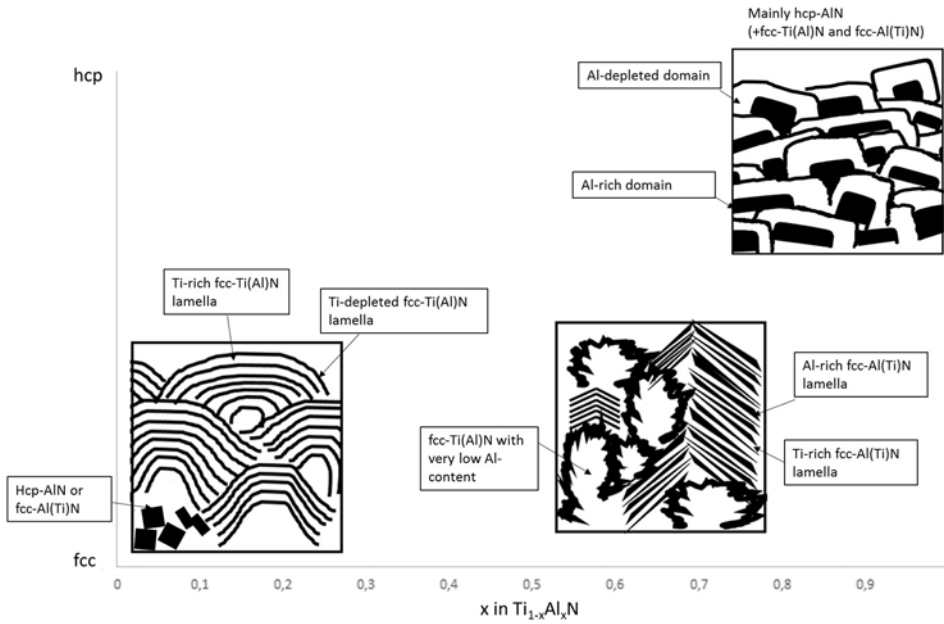 Mainly hcp-AlN
(+fcc-Ti(Al)N and fcc-Al(Ti)N)
hcp
Al-depleted domain
Al-rich domain
Ti-rich fcc-Ti(Al)N
lamella
Ti-depleted fcc-Ti(Al)N
lamella
Al-rich fcc-Al(Ti)N
lamella
fcc-Ti(Al)N with
very low Al-
content
Ti-rich fcc-Al(Ti)N
lamella
Hcp-AlN or
fcc-Al(Ti)N
fcc
0 0,1 0,2 0,3 0,4 0,5 0,6 0,7 0,8 0,9
x in Ti₁₋ₓAlₓN